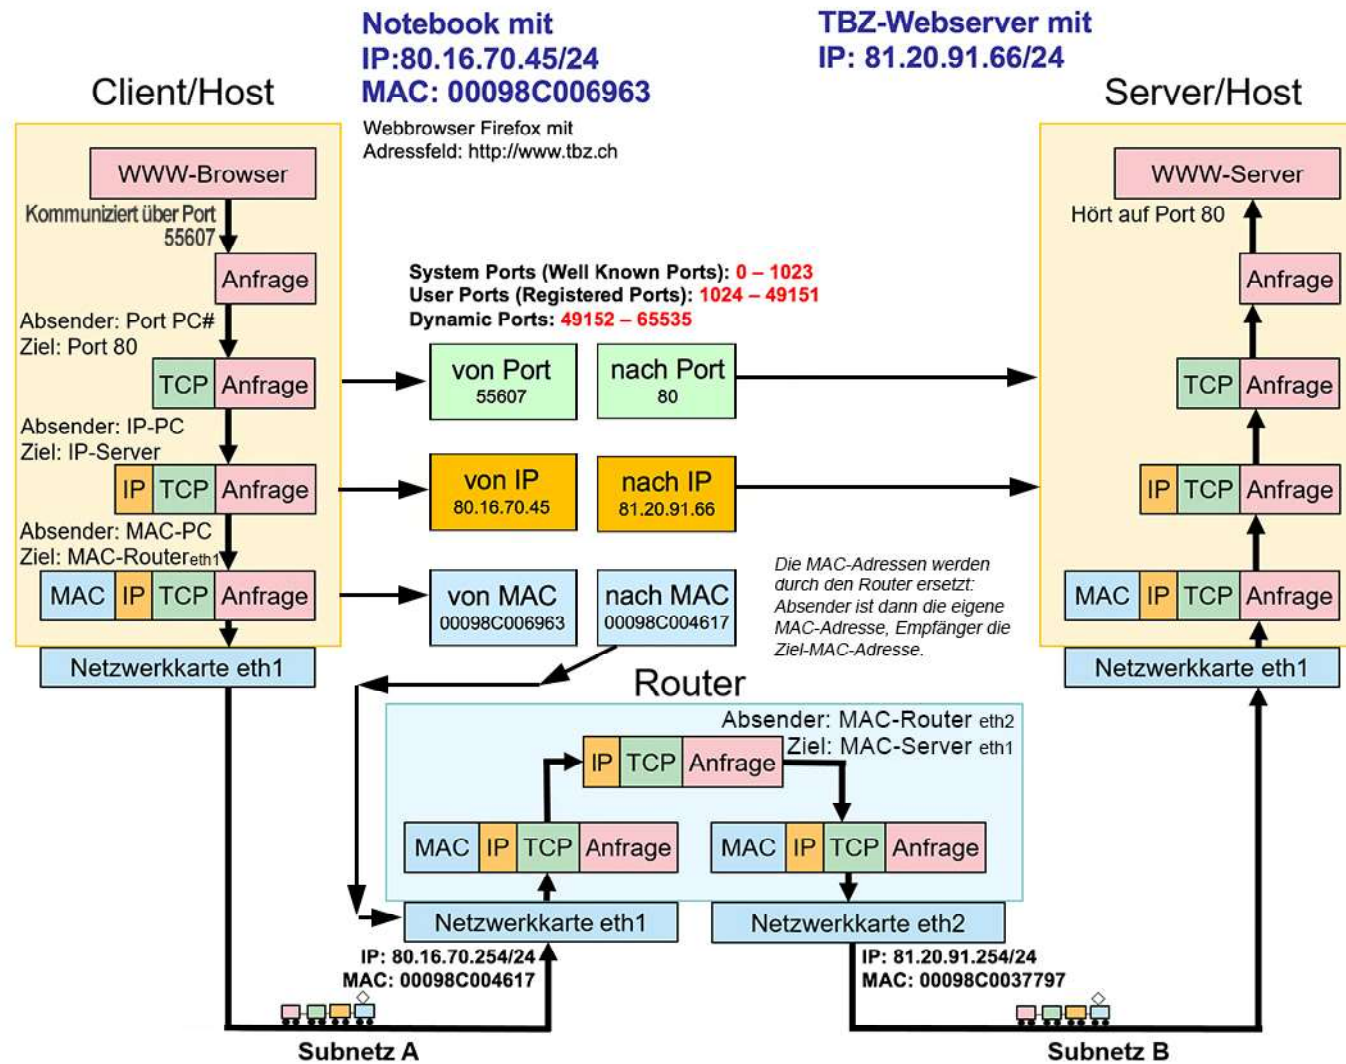 Notebook mit
IP:80.16.70.45/24
MAC: 00098C006963
TBZ-Webserver mit
IP: 81.20.91.66/24
Client/Host
Server/Host
Webbrowser Firefox mit
Adressfeld: http://www.tbz.ch
WWW-Browser
Kommuniziert über Port
55607
Anfrage
Absender: Port PC#
Ziel: Port 80
TCP Anfrage
Absender: IP-PC
Ziel: IP-Server
IP TCP Anfrage
Absender: MAC-PC
Ziel: MAC-Router eth1
MAC IP TCP Anfrage
Netzwerkkarte eth1
System Ports (Well Known Ports): 0 – 1023
User Ports (Registered Ports): 1024 – 49151
Dynamic Ports: 49152 – 65535
von Port
55607
nach Port
80
von IP
80.16.70.45
nach IP
81.20.91.66
von MAC
00098C006963
nach MAC
00098C004617
Die MAC-Adressen werden
durch den Router ersetzt:
Absender ist dann die eigene
MAC-Adresse, Empfänger die
Ziel-MAC-Adresse.
WWW-Server
Hört auf Port 80
Anfrage
TCP Anfrage
IP TCP Anfrage
MAC IP TCP Anfrage
Netzwerkkarte eth1
Router
Absender: MAC-Router eth2
Ziel: MAC-Server eth1
IP TCP Anfrage
MAC IP TCP Anfrage
MAC IP TCP Anfrage
Netzwerkkarte eth1
Netzwerkkarte eth2
IP: 80.16.70.254/24
MAC: 00098C004617
IP: 81.20.91.254/24
MAC: 00098C0037797
Subnetz A
Subnetz B